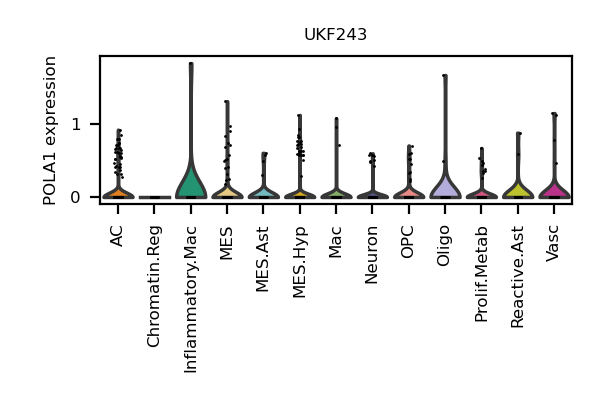 UKF243
POLA1 expression
1
0
AC
Chromatin.Reg
Inflammatory.Mac
MES
MES.Ast
MES.Hyp
Mac
Neuron
OPC
Oligo
Prolif.Metab
Reactive.Ast
Vasc